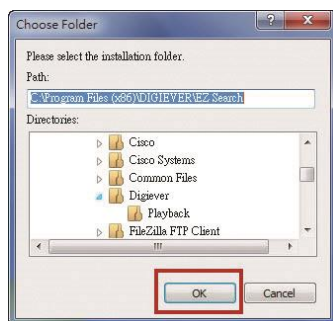 Choose Folder
Please select the installation folder.
Path:
C:\Program Files (x86)\DIGIEVER\EZ Search
Directories:
Cisco
Cisco Systems
Common Files
Digiever
Playback
FileZilla FTP Client
OK
Cancel